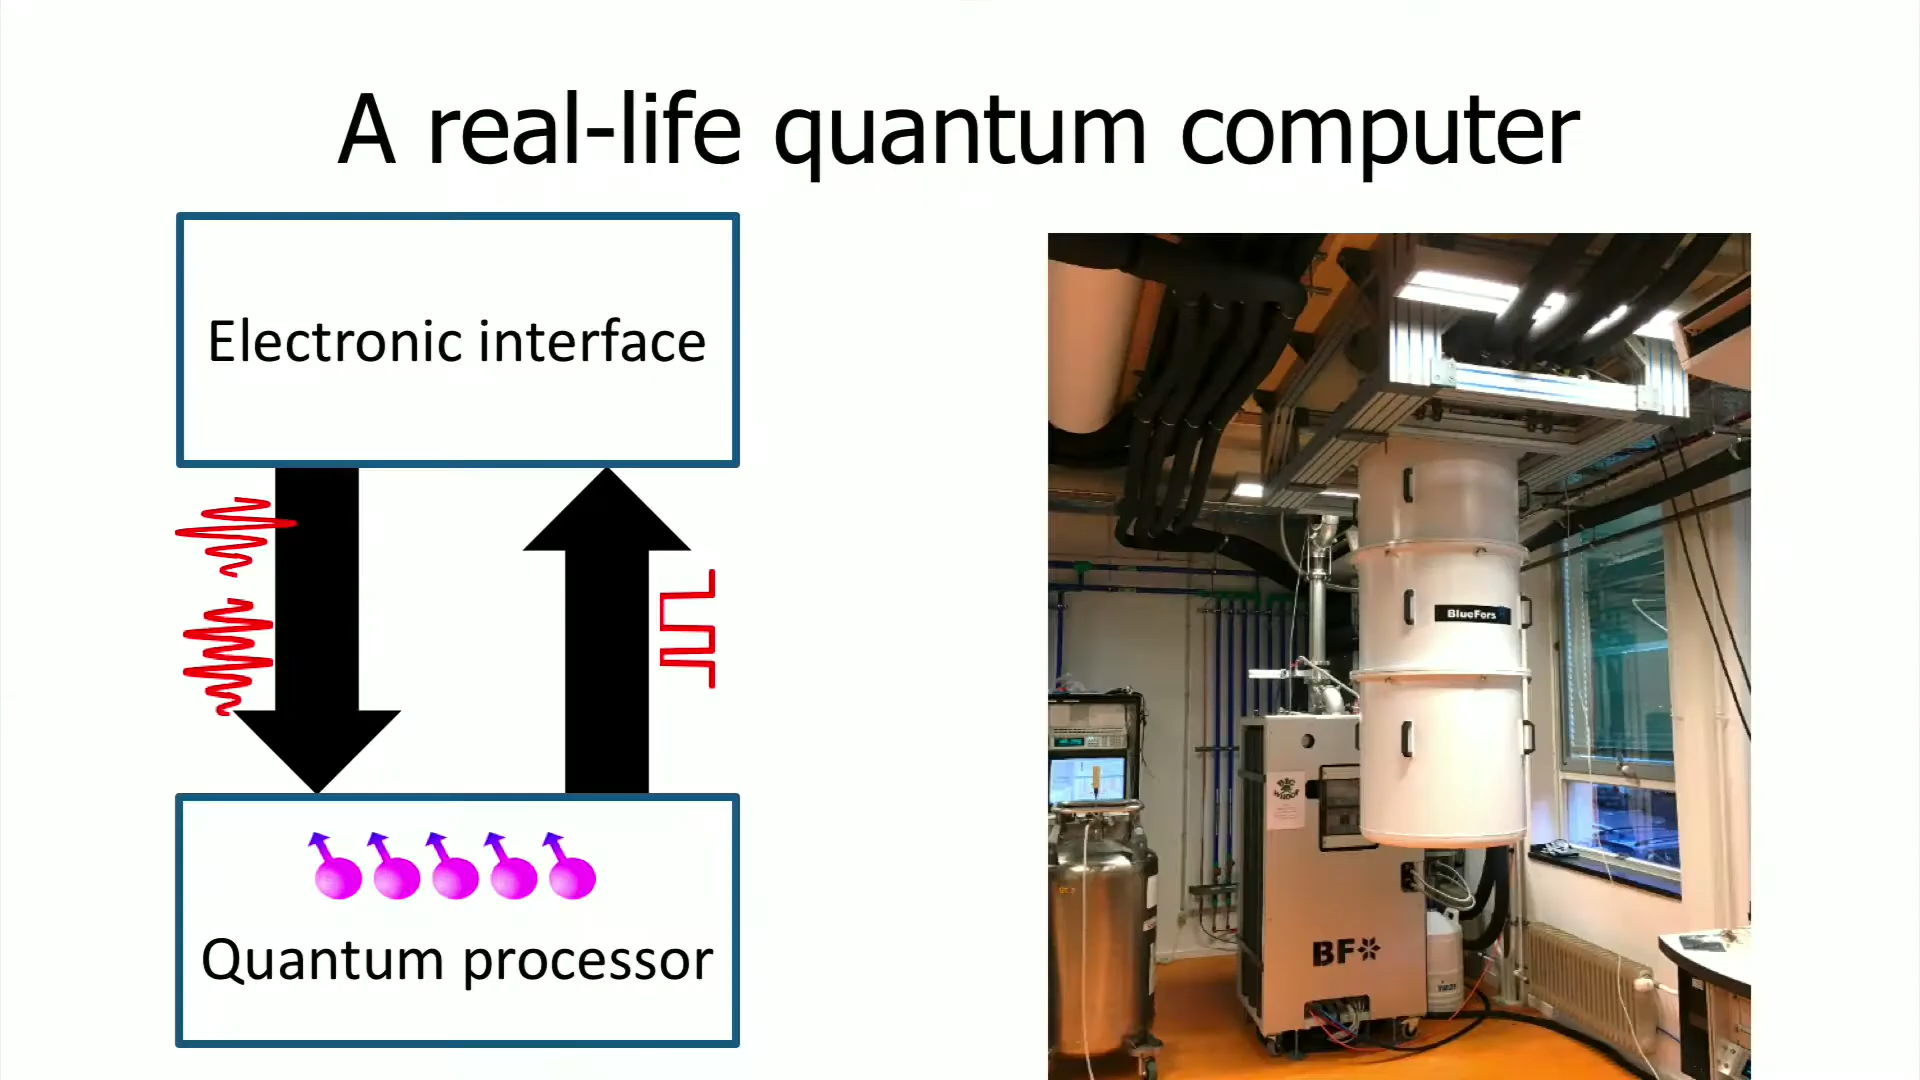 A real-life quantum computer
Electronic interface
Quantum processor
BlueFors
BF